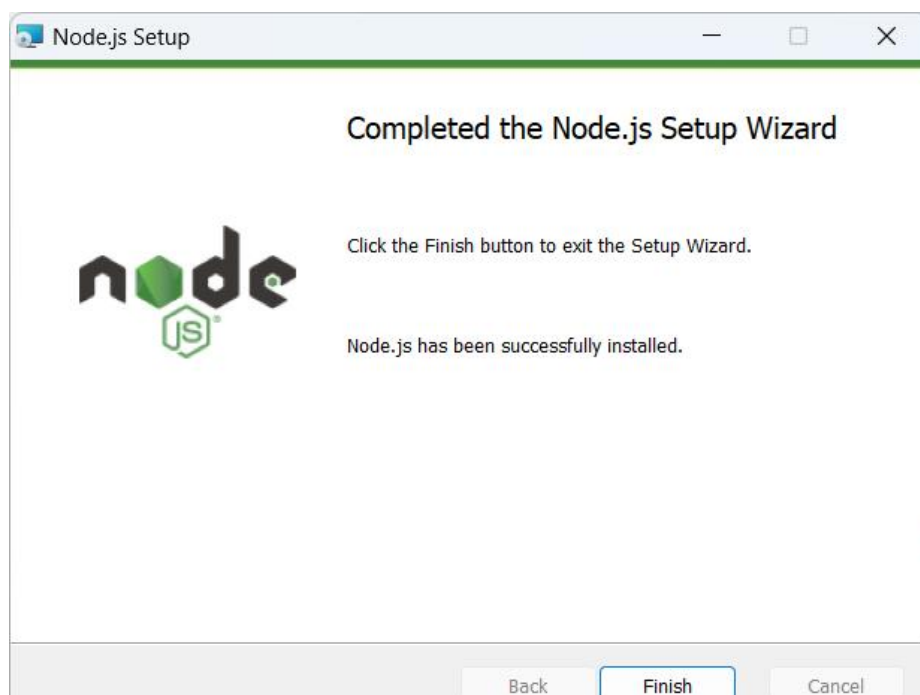 Node.js Setup
Completed the Node.js Setup Wizard
Click the Finish button to exit the Setup Wizard.
node
JS
Node.js has been successfully installed.
Back
Finish
Cancel